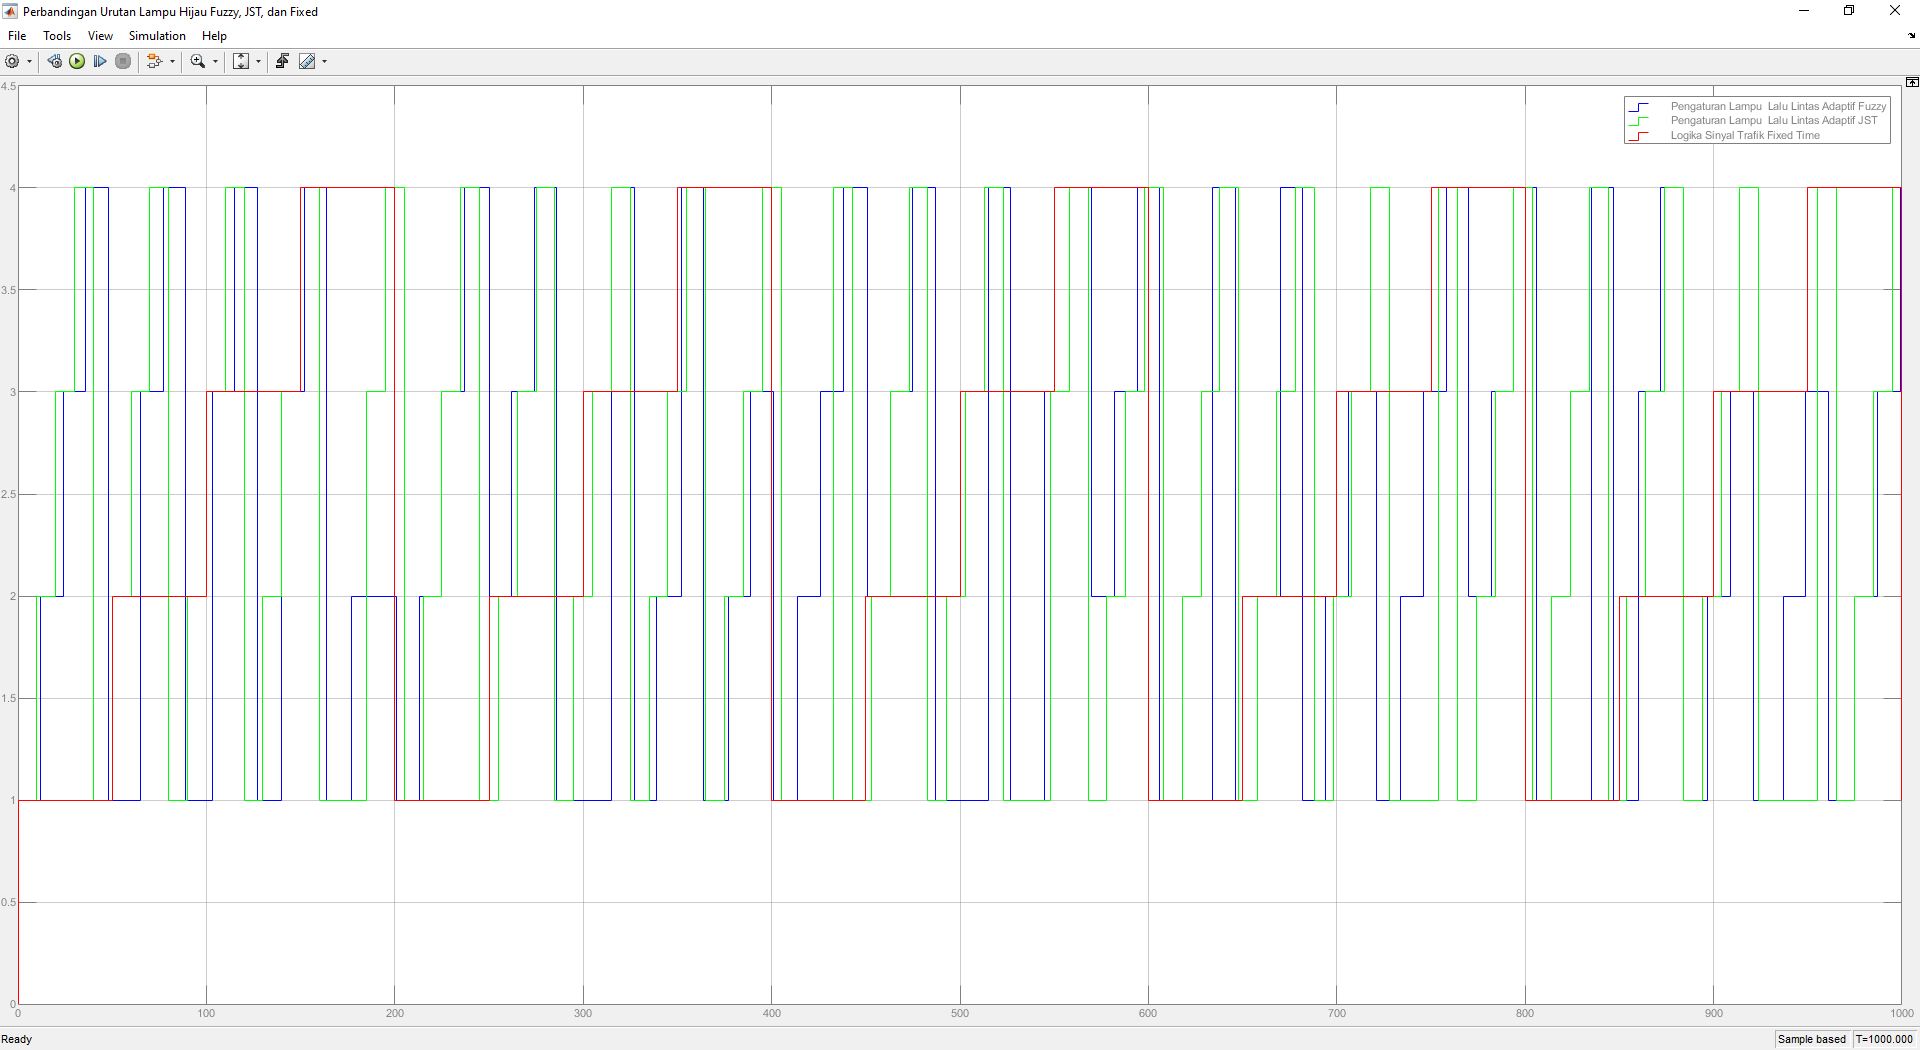 Perbandingan Urutan Lampu Hijau Fuzzy, JST, dan Fixed
File Tools View Simulation Help
4.5
4
3.5
3
2.5
2
1.5
1
0.5
0
Pengaturan Lampu Lalu Lintas Adaptif Fuzzy
Pengaturan Lampu Lalu Lintas Adaptif JST
Logika Sinyal Trafik Fixed Time
0 100 200 300 400 500 600 700 800 900 1000
Ready Sample based T=1000.000